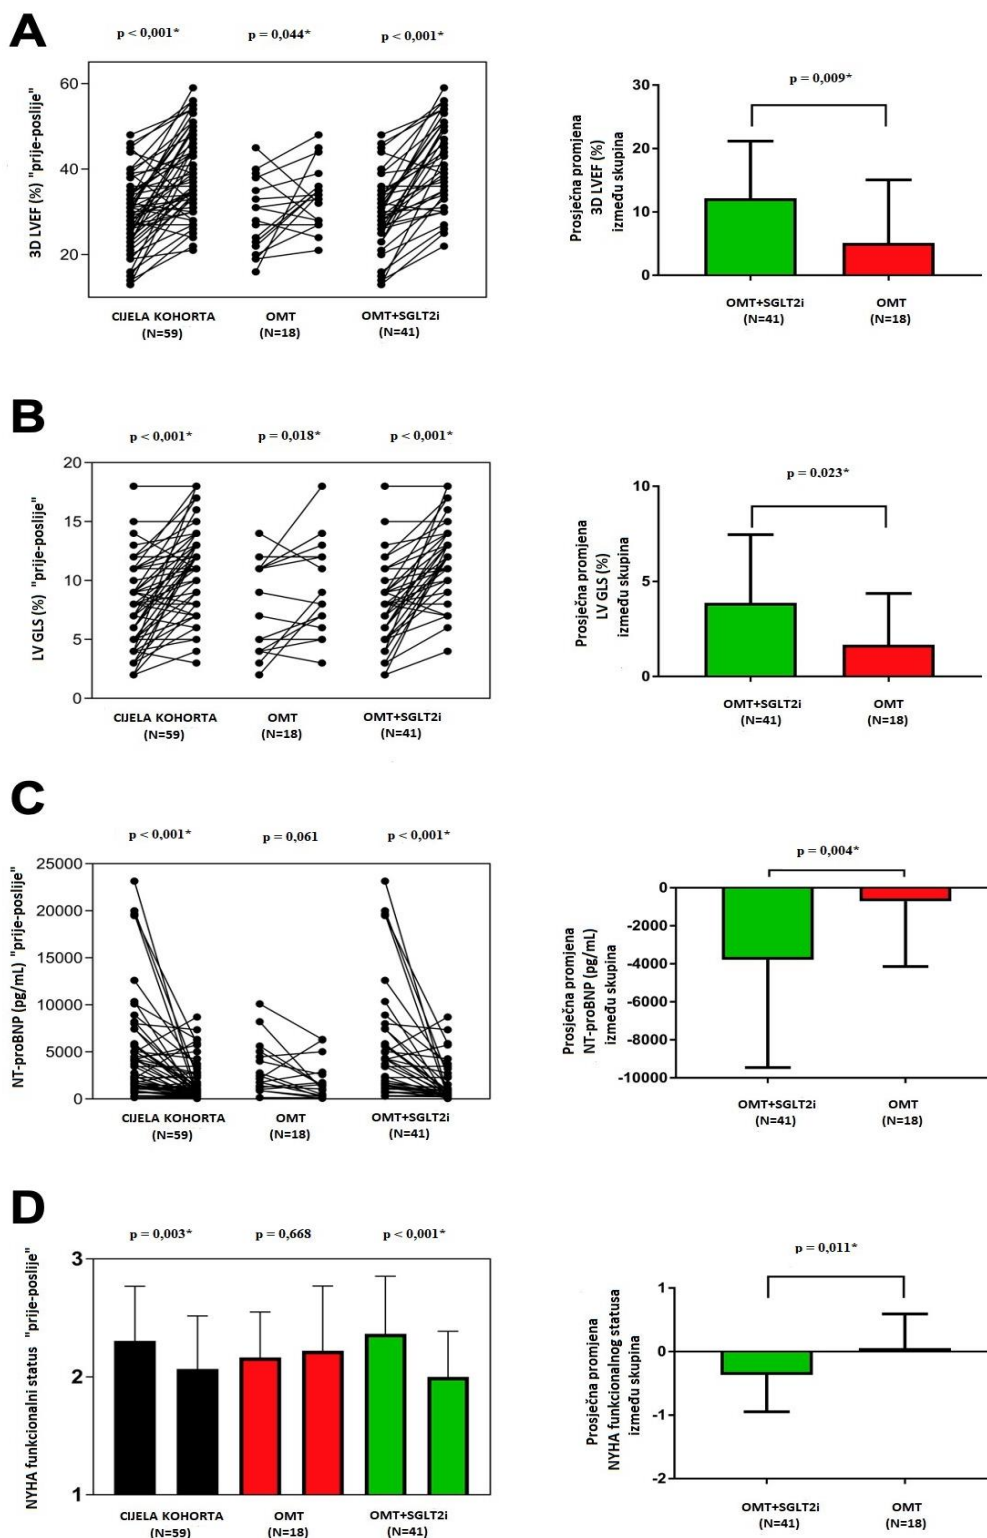 A
p < 0,001*
p = 0,044*
p < 0,001*
3D LVEF (%) "prije-poslije"
60
40
20
CIJELA KOHORTA
(N=59)
OMT
(N=18)
OMT+SGLT2i
(N=41)
p = 0,009*
Prosječna promjena
3D LVEF (%)
između skupina
30
20
10
0
OMT+SGLT2i
(N=41)
OMT
(N=18)
B
p < 0,001*
p = 0,018*
p < 0,001*
LV GLS (%) "prije-poslije"
20
15
10
5
0
CIJELA KOHORTA
(N=59)
OMT
(N=18)
OMT+SGLT2i
(N=41)
p = 0,023*
Prosječna promjena
LV GLS (%)
između skupina
10
5
0
OMT+SGLT2i
(N=41)
OMT
(N=18)
C
p < 0,001*
p = 0,061
p < 0,001*
NT-proBNP (pg/mL) "prije-poslije"
25000
20000
15000
10000
5000
0
CIJELA KOHORTA
(N=59)
OMT
(N=18)
OMT+SGLT2i
(N=41)
p = 0,004*
Prosječna promjena
NT-proBNP (pg/mL)
između skupina
0
-2000
-4000
-6000
-8000
-10000
OMT+SGLT2i
(N=41)
OMT
(N=18)
D
p = 0,003*
p = 0,668
p < 0,001*
NYHA funkcionalni status "prije-poslije"
3
2
1
CIJELA KOHORTA
(N=59)
OMT
(N=18)
OMT+SGLT2i
(N=41)
p = 0,011*
Prosječna promjena
NYHA funkcionalnog statusa
između skupina
1
0
-1
-2
OMT+SGLT2i
(N=41)
OMT
(N=18)